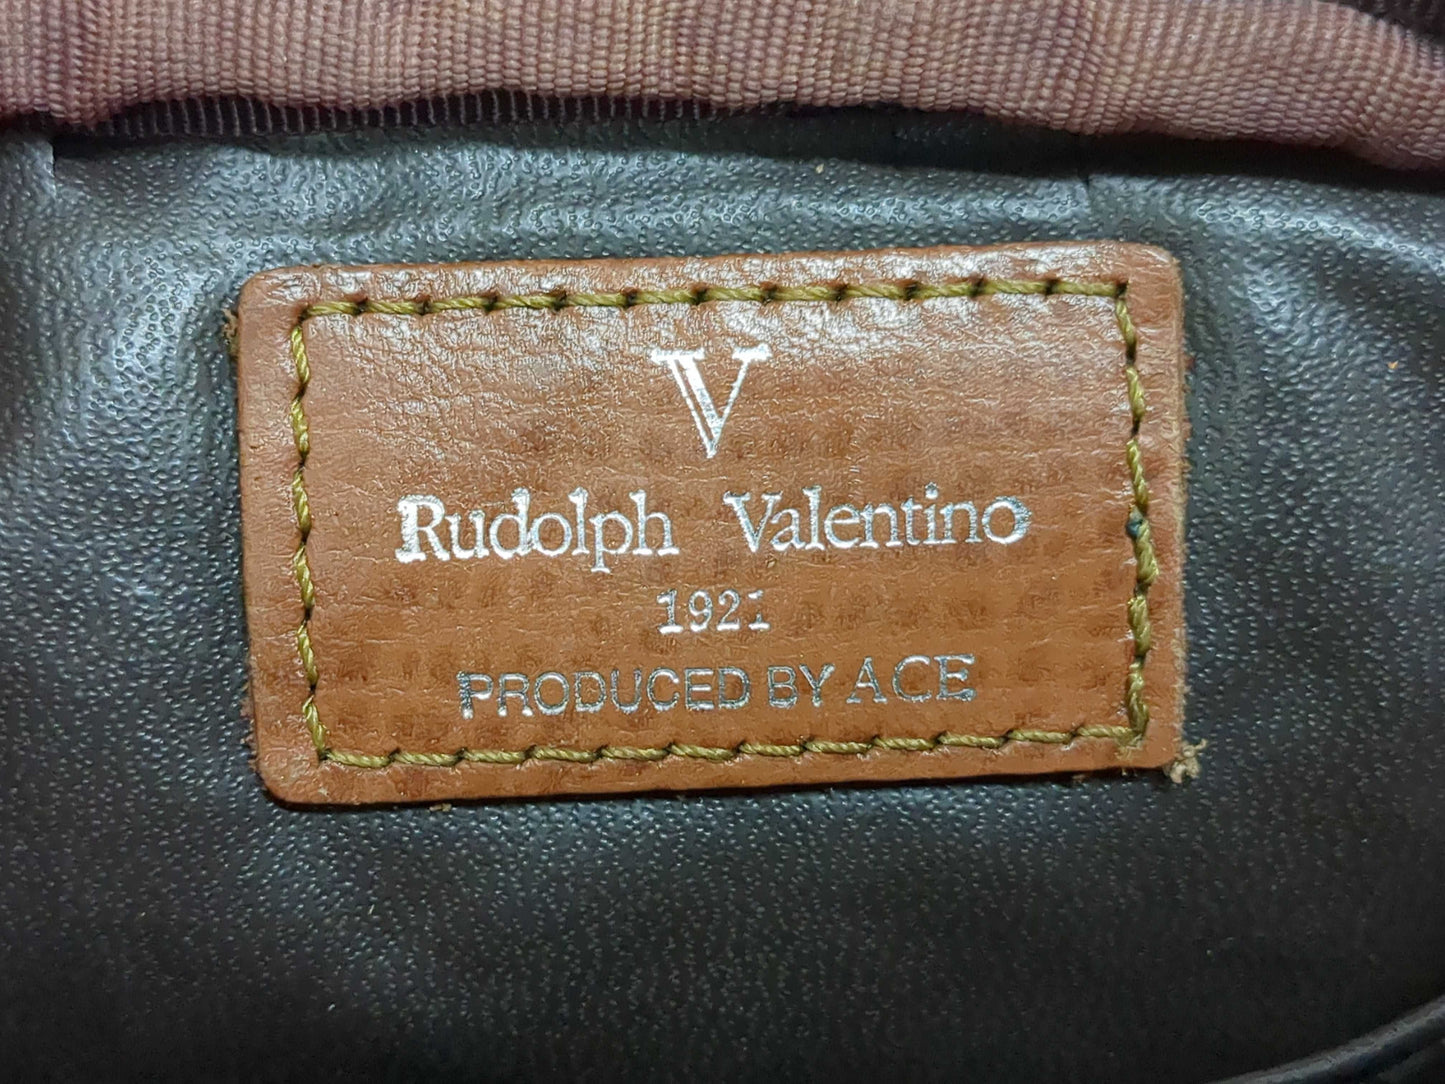 V
Rudolph Valentino
1921
PRODUCED BY ACE